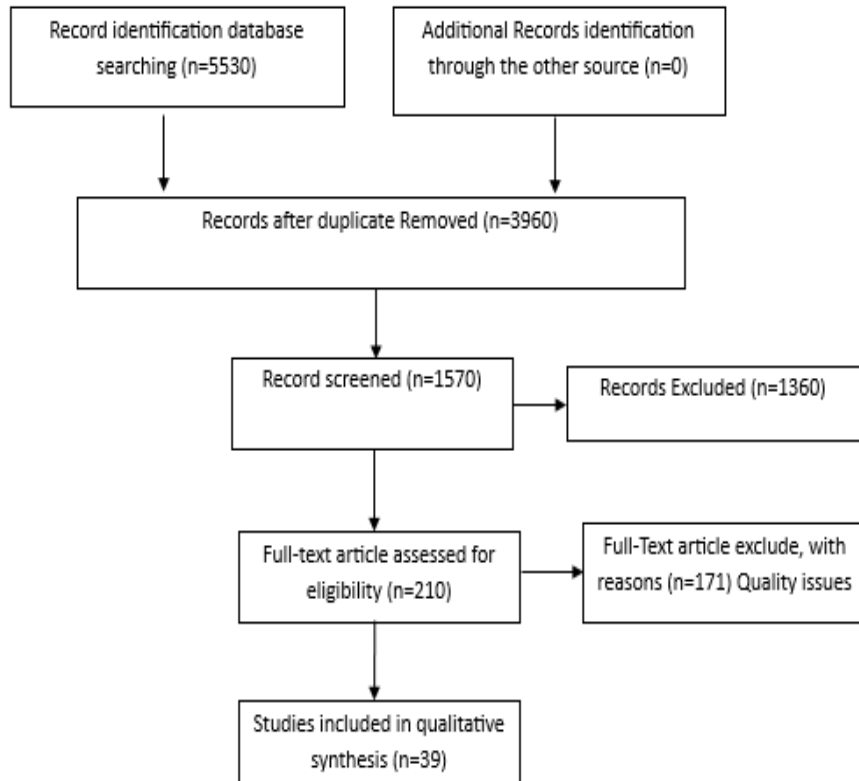 Record identification database
searching (n=5530)
Additional Records identification
through the other source (n=0)
Records after duplicate Removed (n=3960)
Record screened (n=1570)
Records Excluded (n=1360)
Full-text article assessed for
eligibility (n=210)
Full-Text article exclude, with
reasons (n=171) Quality issues
Studies included in qualitative
synthesis (n=39)